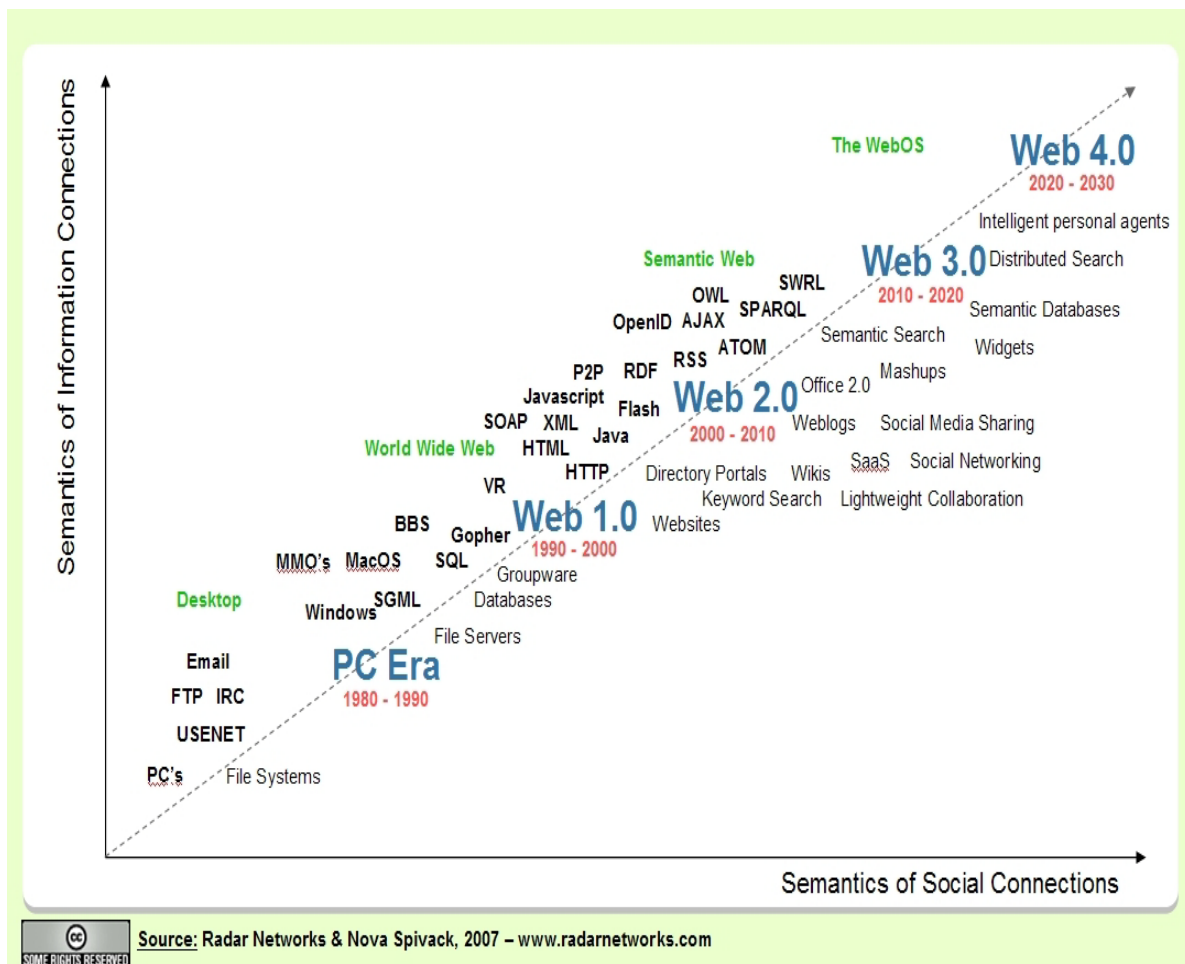 Semantics of Information Connections
The WebOS
Web 4.0
2020 - 2030
Intelligent personal agents
Semantic Web
Web 3.0
Distributed Search
2010 - 2020
SWRL
OWL
SPARQL
Semantic Databases
OpenID
AJAX
Semantic Search
ATOM
Widgets
RSS
P2P
RDF
Mashups
Office 2.0
Javascript
Web 2.0
Flash
SOAP
XML
Weblogs
Social Media Sharing
Java
2000 - 2010
World Wide Web
HTML
SaaS
Social Networking
HTTP
Directory Portals
Wikis
VR
Keyword Search
Lightweight Collaboration
Web 1.0
BBS
Websites
Gopher
1990 - 2000
MMO's
MacOS
SQL
Groupware
Desktop
SGML
Databases
Windows
File Servers
Email
PC Era
FTP IRC
1980 - 1990
USENET
PC's
File Systems
Semantics of Social Connections
cc
SOME RIGHTS RESERVED
Source: Radar Networks & Nova Spivack, 2007 – www.radarnetworks.com